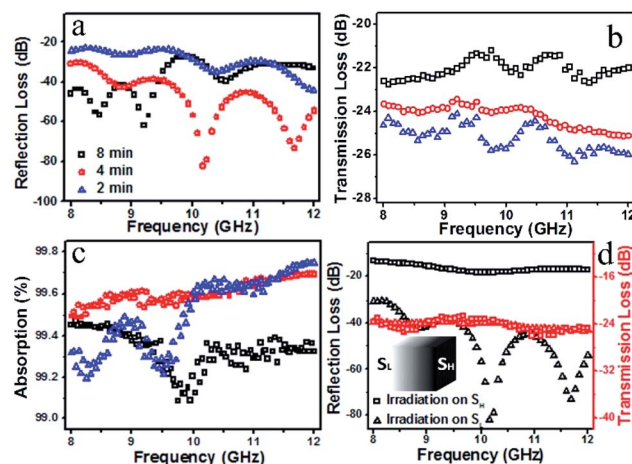 a
Reflection Loss (dB)
-20
-40
-60
-80
-100
8 min
4 min
2 min
8 9 10 11 12
Frequency (GHz)
b
Transmission Loss (dB)
-20
-22
-24
-26
-28
8 9 10 11 12
Frequency (GHz)
c
Absorption (%)
99.8
99.6
99.4
99.2
99.0
8 9 10 11 12
Frequency (GHz)
d
Reflection Loss (dB)
-20
-40
-60
-80
Transmission Loss (dB)
-16
-24
-32
-40
SL
SH
Irradiation on SH
Irradiation on SL
8 9 10 11 12
Frequency (GHz)